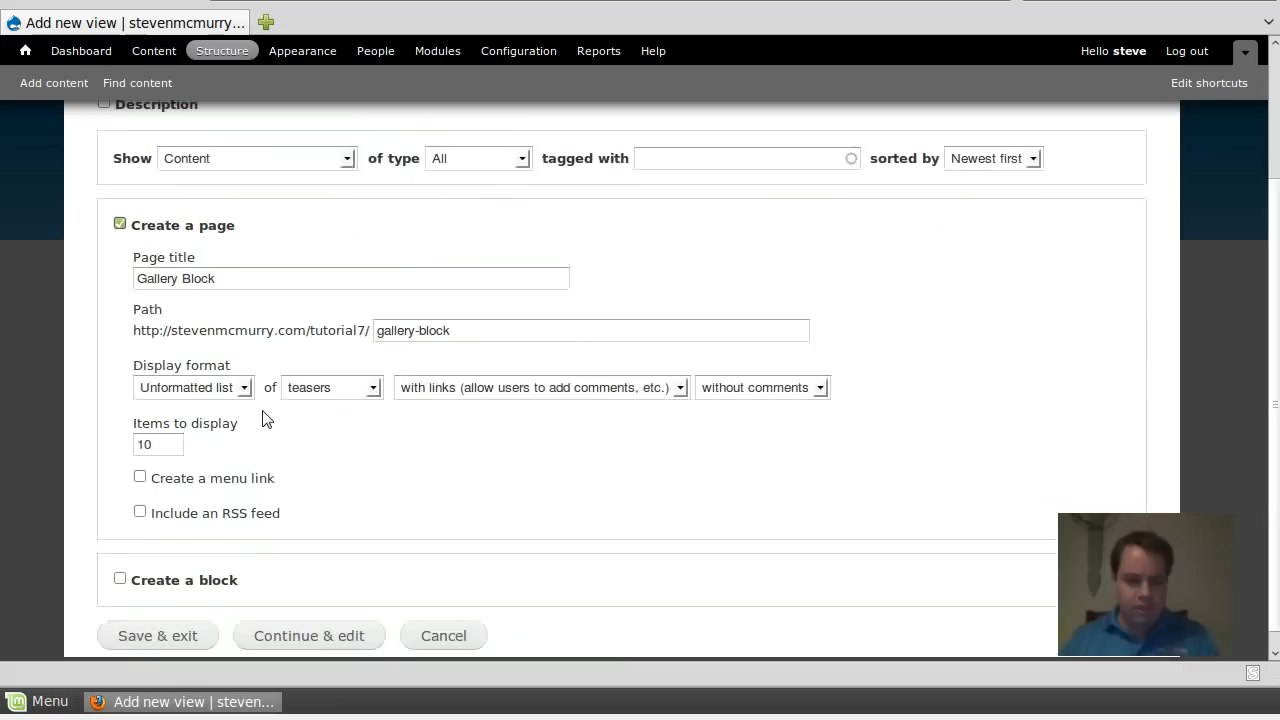 Add new view | stevenmcmurry...
Dashboard Content Structure Appearance People Modules Configuration Reports Help Hello steve Log out
Add content Find content Edit shortcuts
Description
Show Content of type All tagged with sorted by Newest first
Create a page
Page title
Gallery Block
Path
http://stevenmcmurry.com/tutorial7/ gallery-block
Display format
Unformatted list of teasers with links (allow users to add comments, etc.) without comments
Items to display
10
Create a menu link
Include an RSS feed
Create a block
Save & exit Continue & edit Cancel
S
Menu Add new view | steven...